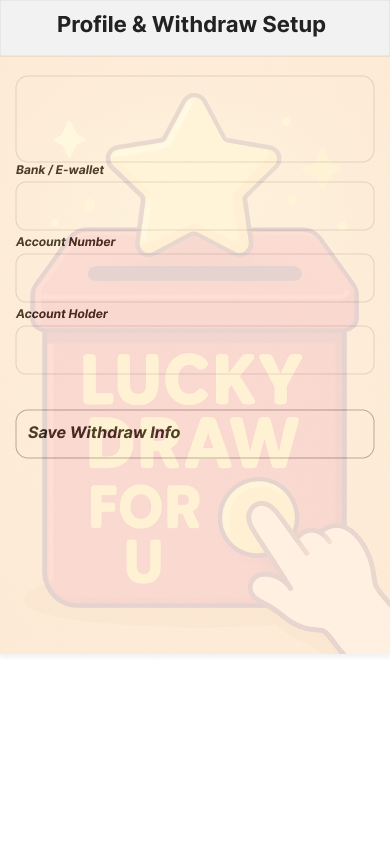 Profile & Withdraw Setup
Bank / E-wallet
Account Number
Account Holder
LUCKY
DRAW
Save Withdraw Info
FOR
U